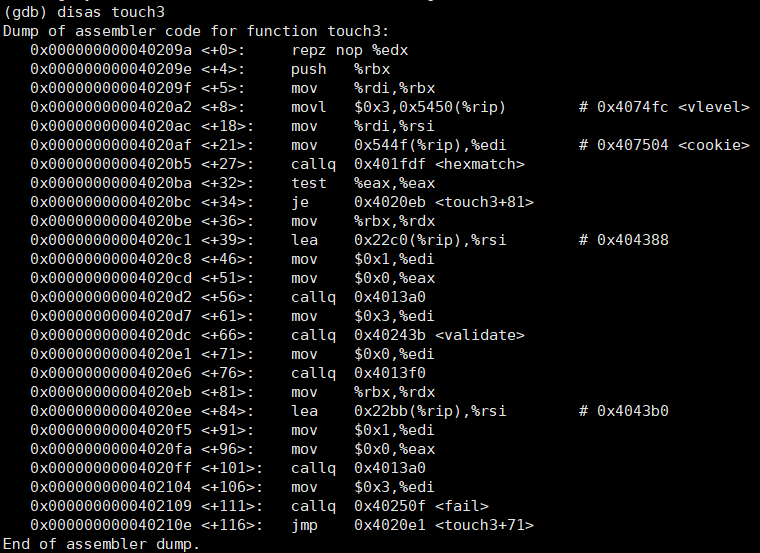 (gdb) disas touch3
Dump of assembler code for function touch3:
   0x000000000040209a <+0>:     repz nop %edx
   0x000000000040209e <+4>:     push   %rbx
   0x000000000040209f <+5>:     mov    %rdi,%rbx
   0x00000000004020a2 <+8>:     movl   $0x3,0x5450(%rip)        # 0x4074fc <vlevel>
   0x00000000004020ac <+18>:    mov    %rdi,%rsi
   0x00000000004020af <+21>:    mov    0x544f(%rip),%edi        # 0x407504 <cookie>
   0x00000000004020b5 <+27>:    callq  0x401fdf <hexmatch>
   0x00000000004020ba <+32>:    test   %eax,%eax
   0x00000000004020bc <+34>:    je     0x4020eb <touch3+81>
   0x00000000004020be <+36>:    mov    %rbx,%rdx
   0x00000000004020c1 <+39>:    lea    0x22c0(%rip),%rsi        # 0x404388
   0x00000000004020c8 <+46>:    mov    $0x1,%edi
   0x00000000004020cd <+51>:    mov    $0x0,%eax
   0x00000000004020d2 <+56>:    callq  0x4013a0
   0x00000000004020d7 <+61>:    mov    $0x3,%edi
   0x00000000004020dc <+66>:    callq  0x40243b <validate>
   0x00000000004020e1 <+71>:    mov    $0x0,%edi
   0x00000000004020e6 <+76>:    callq  0x4013f0
   0x00000000004020eb <+81>:    mov    %rbx,%rdx
   0x00000000004020ee <+84>:    lea    0x22bb(%rip),%rsi        # 0x4043b0
   0x00000000004020f5 <+91>:    mov    $0x1,%edi
   0x00000000004020fa <+96>:    mov    $0x0,%eax
   0x00000000004020ff <+101>:   callq  0x4013a0
   0x0000000000402104 <+106>:   mov    $0x3,%edi
   0x0000000000402109 <+111>:   callq  0x40250f <fail>
   0x000000000040210e <+116>:   jmp    0x4020e1 <touch3+71>
End of assembler dump.